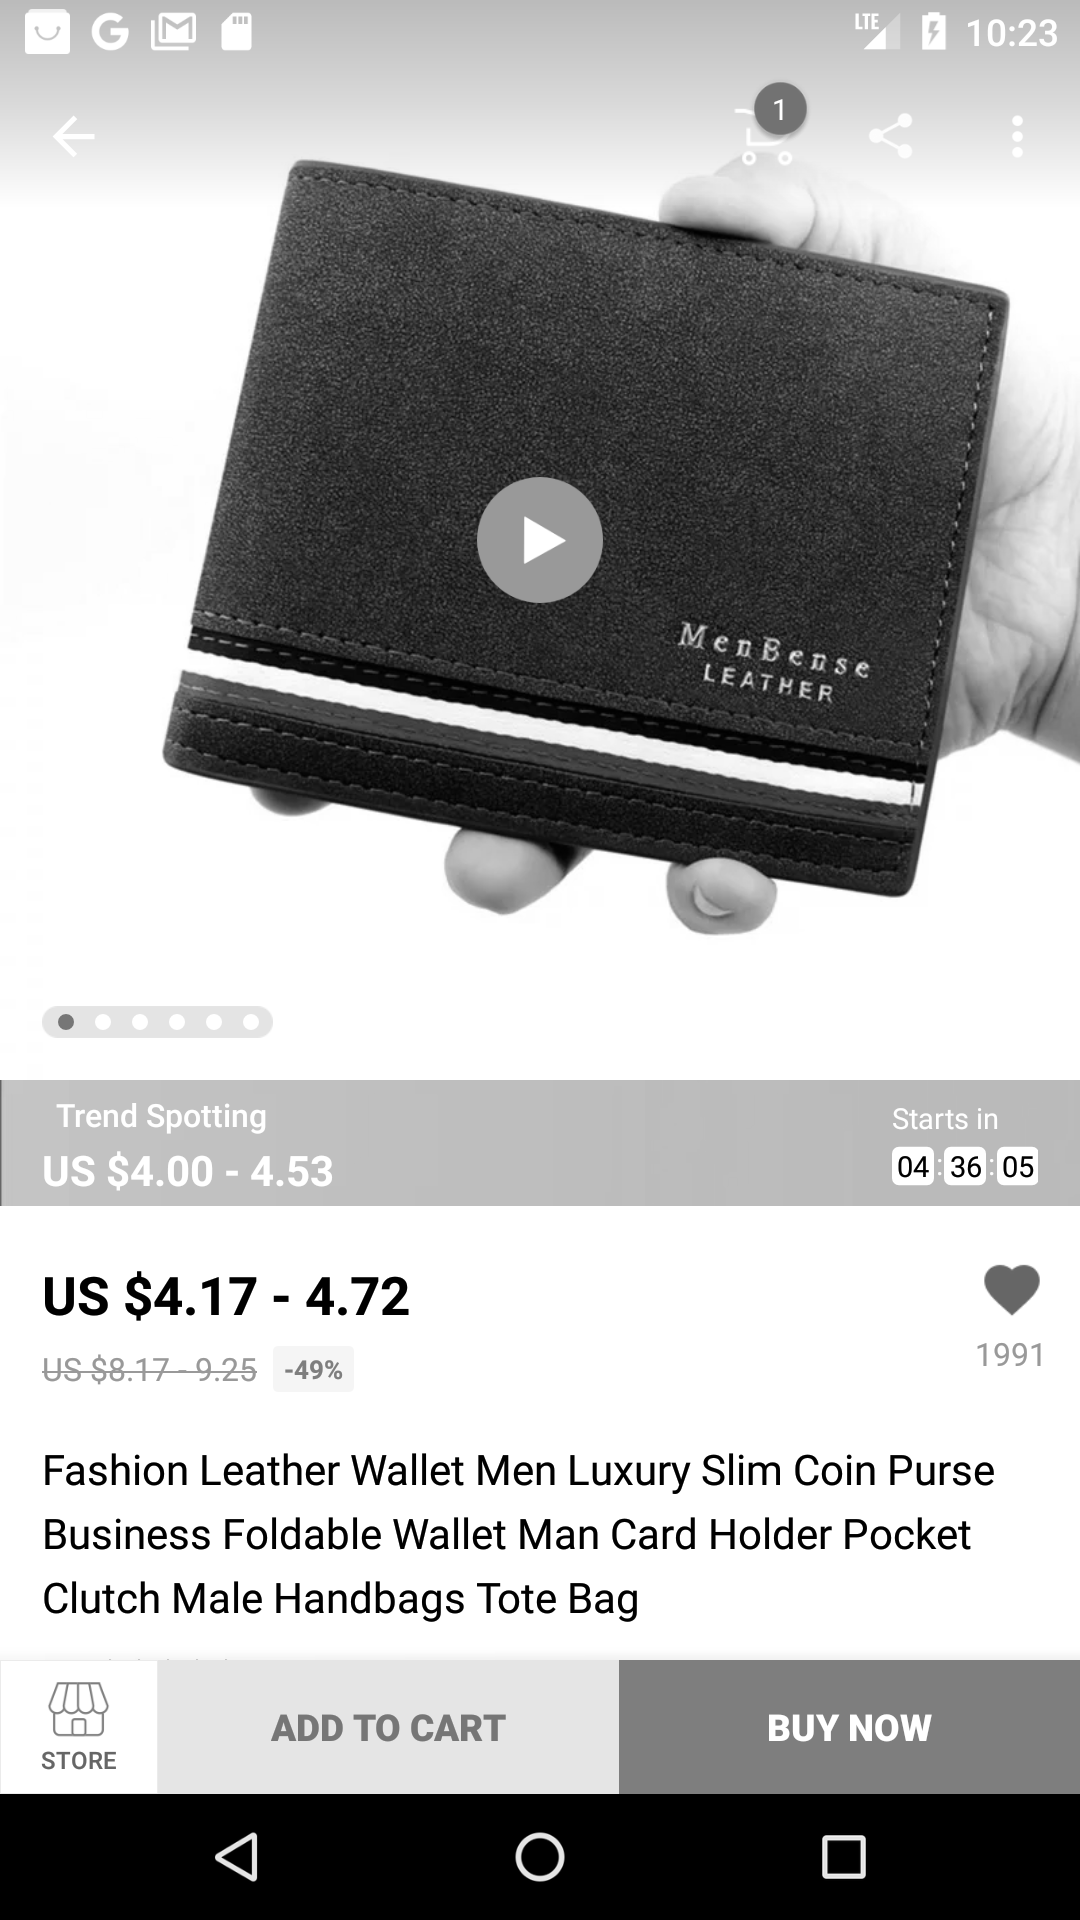 LTE 10:23
1
MenBense
LEATHER
Trend Spotting
Starts in
US $4.00 - 4.53
04:36:05
US $4.17 - 4.72
US $8.17 - 9.25 -49%
1991
Fashion Leather Wallet Men Luxury Slim Coin Purse
Business Foldable Wallet Man Card Holder Pocket
Clutch Male Handbags Tote Bag
STORE
ADD TO CART
BUY NOW